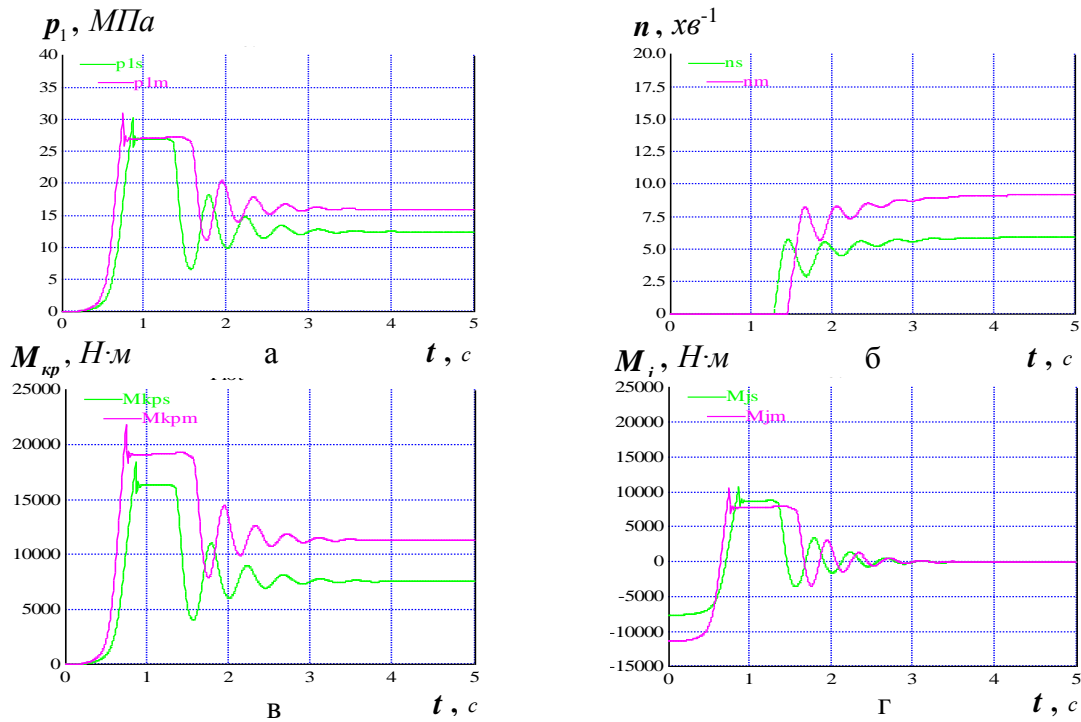 p₁, МПа
40
p1s
p1m
35
30
25
20
15
10
5
0
0 1 2 3 4 5
а
t, c
n, хв⁻¹
20.0
ns
nm
17.5
15.0
12.5
10.0
7.5
5.0
2.5
0.0
0 1 2 3 4 5
б
t, c
Mкр, Н·м
25000
Mkps
Mkpm
20000
15000
10000
5000
0
0 1 2 3 4 5
в
t, c
Mj, Н·м
25000
Mjs
Mjm
20000
15000
10000
5000
0
-5000
-10000
-15000
0 1 2 3 4 5
г
t, c